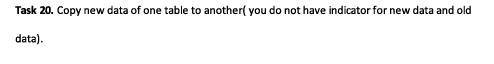 Task 20. Copy new data of one table to another( you do not have indicator for new data and old
data).